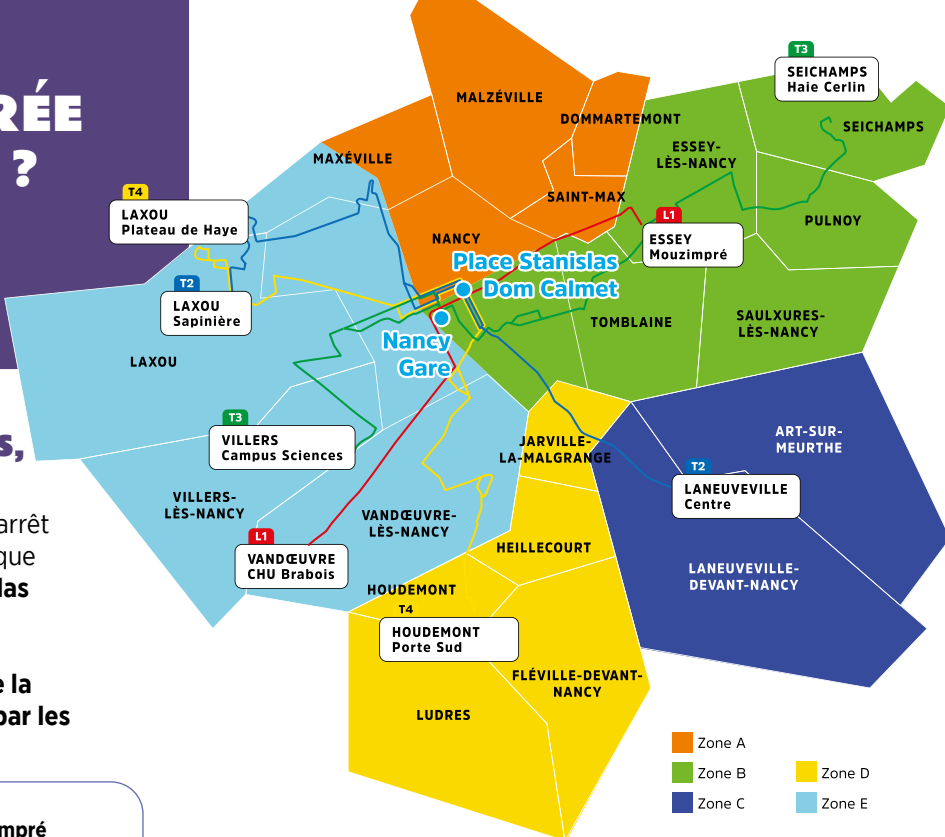 RÉE
?
s,
arrêt
que
las
e la
par les
mpré
T3
SEICHAMPS
Haie Cerlin
MALZÉVILLE
DOMMARTEMONT
SEICHAMPS
ESSEY-
LÈS-NANCY
MAXÉVILLE
T4
LAXOU
Plateau de Haye
SAINT-MAX
L1
ESSEY
Mouzimpré
PULNOY
NANCY
Place Stanislas
Dom Calmet
T2
LAXOU
Sapinière
TOMBLAINE
SAULXURES-
LÈS-NANCY
Nancy
Gare
LAXOU
T3
VILLERS
Campus Sciences
JARVILLE-
LA-MALGRANGE
ART-SUR-
MEURTHE
T2
LANEUVEVILLE
Centre
VILLERS-
LÈS-NANCY
VANDŒUVRE-
LÈS-NANCY
L1
VANDŒUVRE
CHU Brabois
HEILLECOURT
LANEUVEVILLE-
DEVANT-NANCY
HOUDEMONT
T4
HOUDEMONT
Porte Sud
FLÉVILLE-DEVANT-
NANCY
LUDRES
Zone A
Zone B
Zone C
Zone D
Zone E